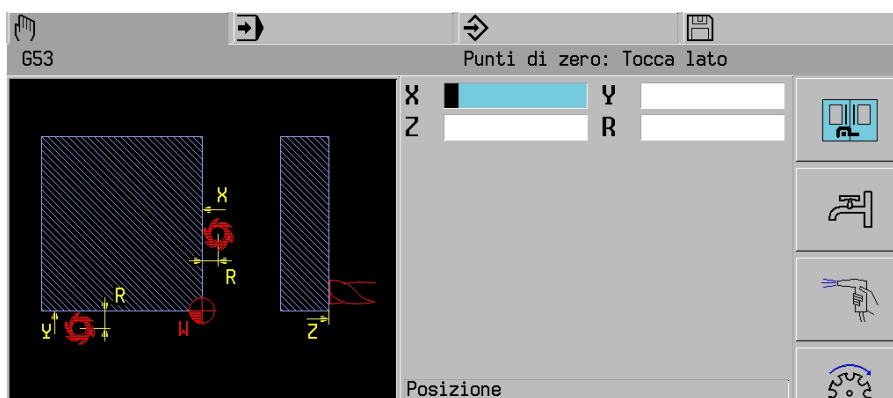 G53 Punti di zero: Tocca lato
X Y
Z R
X
R
R
Y W Z
Posizione